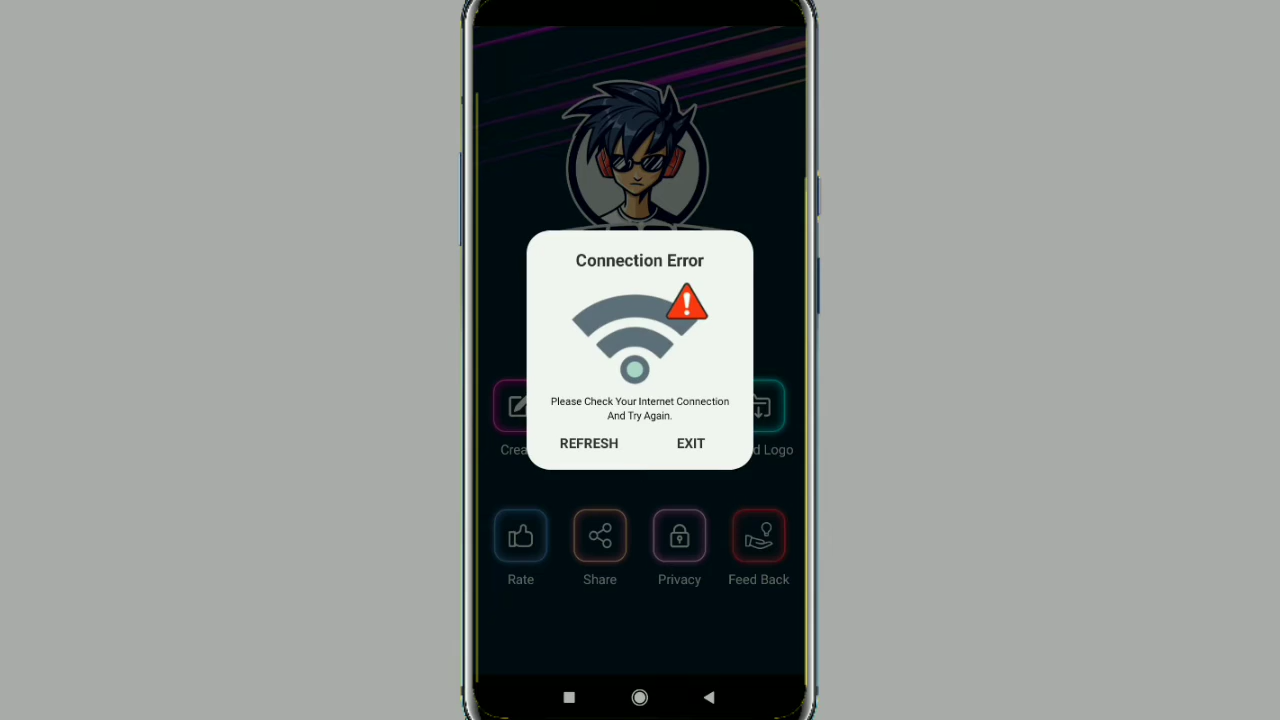 Connection Error
Please Check Your Internet Connection
And Try Again.
REFRESH EXIT
Rate Share Privacy Feed Back